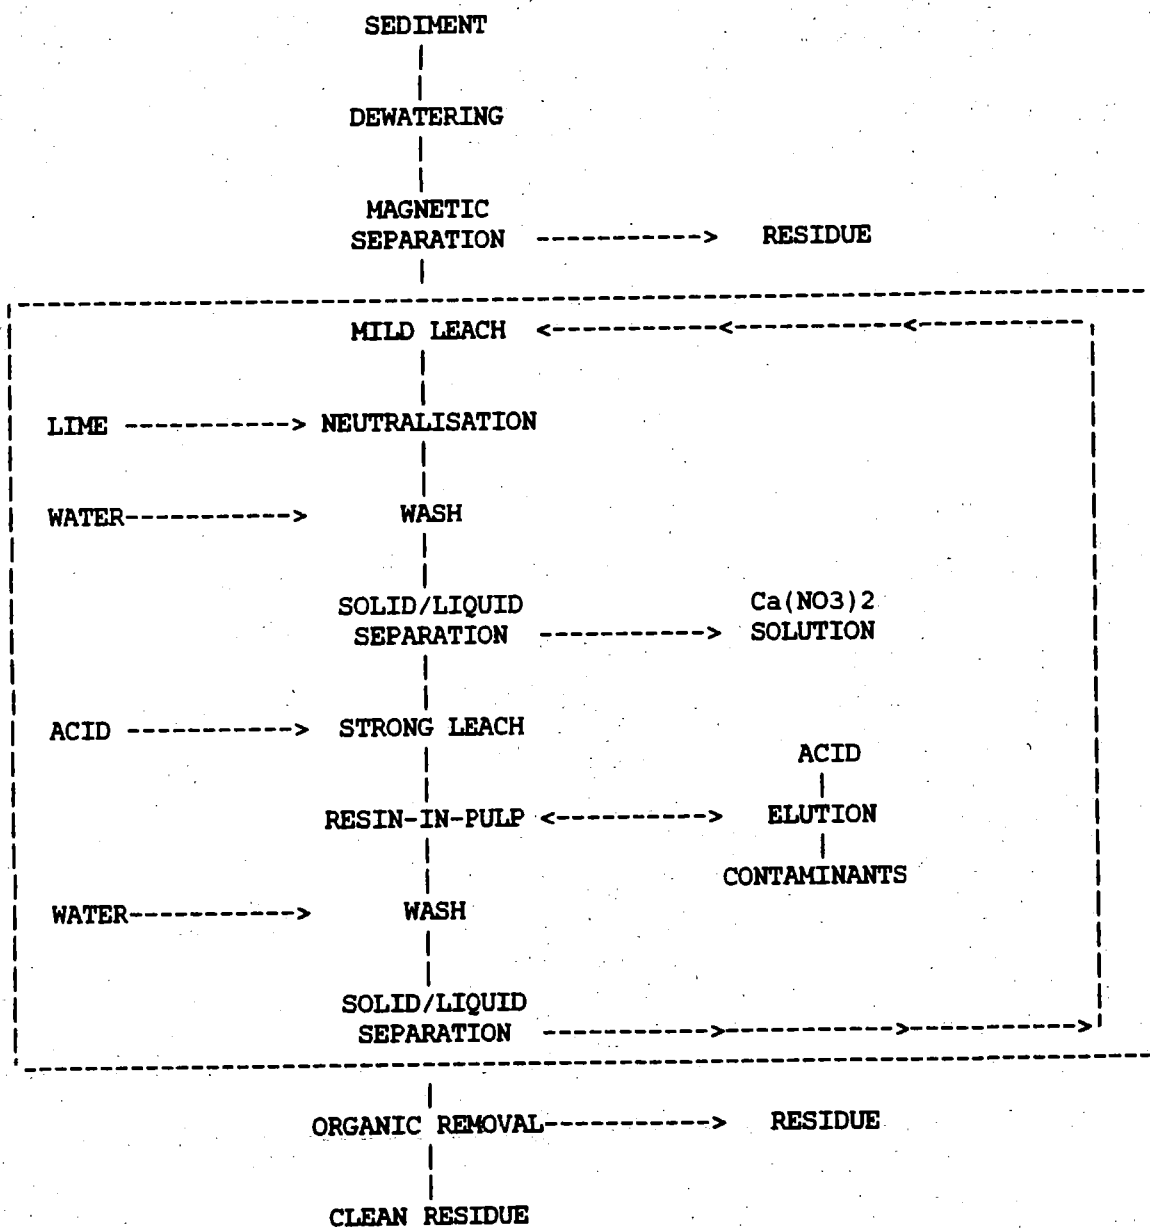 SEDIMENT
DEWATERING
MAGNETIC
SEPARATION -----------> RESIDUE
MILD LEACH <-----------<-----------<-----------
LIME -----------> NEUTRALISATION
WATER-----------> WASH
SOLID/LIQUID Ca(NO3)2
SEPARATION -----------> SOLUTION
ACID -----------> STRONG LEACH
ACID
RESIN-IN-PULP <-----------> ELUTION
CONTAMINANTS
WATER-----------> WASH
SOLID/LIQUID
SEPARATION ----------->----------->----------->
ORGANIC REMOVAL-----------> RESIDUE
CLEAN RESIDUE